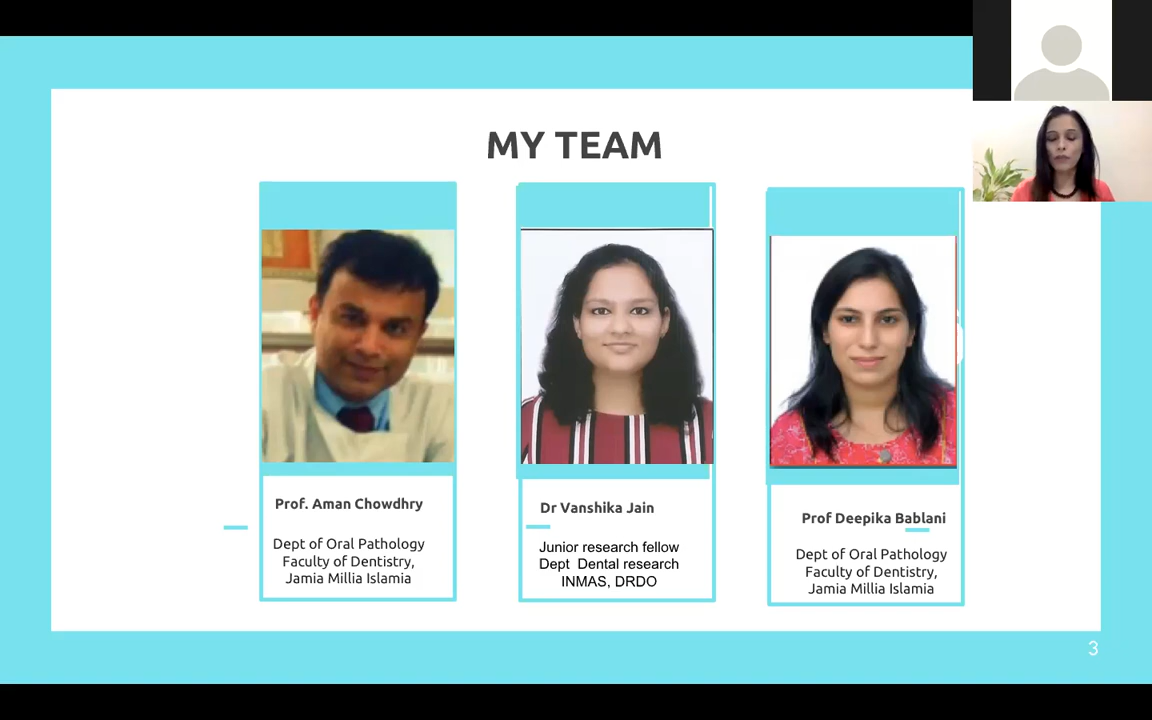 MY TEAM
Prof. Aman Chowdhry
Dept of Oral Pathology
Faculty of Dentistry,
Jamia Millia Islamia
Dr Vanshika Jain
Junior research fellow
Dept  Dental research
INMAS, DRDO
Prof Deepika Bablani
Dept of Oral Pathology
Faculty of Dentistry,
Jamia Millia Islamia
3